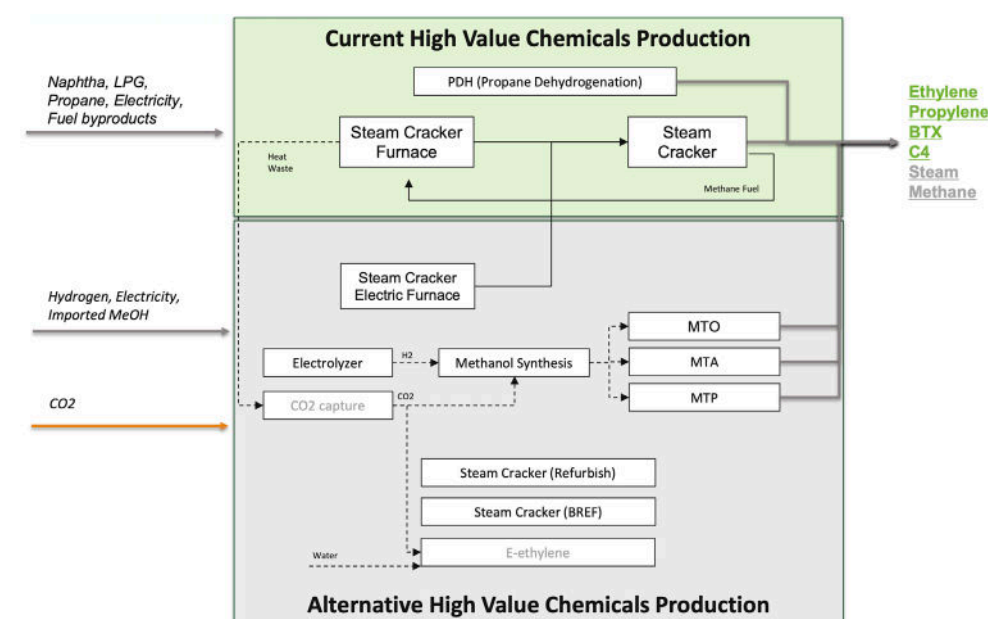 Current High Value Chemicals Production
Naphtha, LPG,
Propane, Electricity,
Fuel byproducts
PDH (Propane Dehydrogenation)
Steam Cracker
Furnace
Steam
Cracker
Heat
Waste
Methane Fuel
Ethylene
Propylene
BTX
C4
Steam
Methane
Steam Cracker
Electric Furnace
Hydrogen, Electricity,
Imported MeOH
MTO
Electrolyzer
H2
Methanol Synthesis
MTA
CO2
CO2 capture
CO2
MTP
Steam Cracker (Refurbish)
Steam Cracker (BREF)
Water
E-ethylene
Alternative High Value Chemicals Production